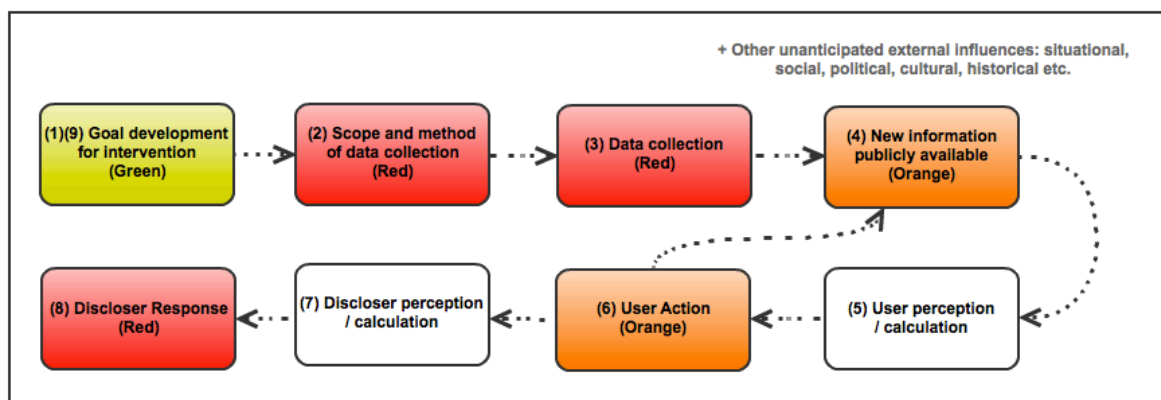 + Other unanticipated external influences: situational,
social, political, cultural, historical etc.
(1)(9) Goal development
for intervention
(Green)
(2) Scope and method
of data collection
(Red)
(3) Data collection
(Red)
(4) New information
publicly available
(Orange)
(8) Discloser Response
(Red)
(7) Discloser perception
/ calculation
(6) User Action
(Orange)
(5) User perception
/ calculation